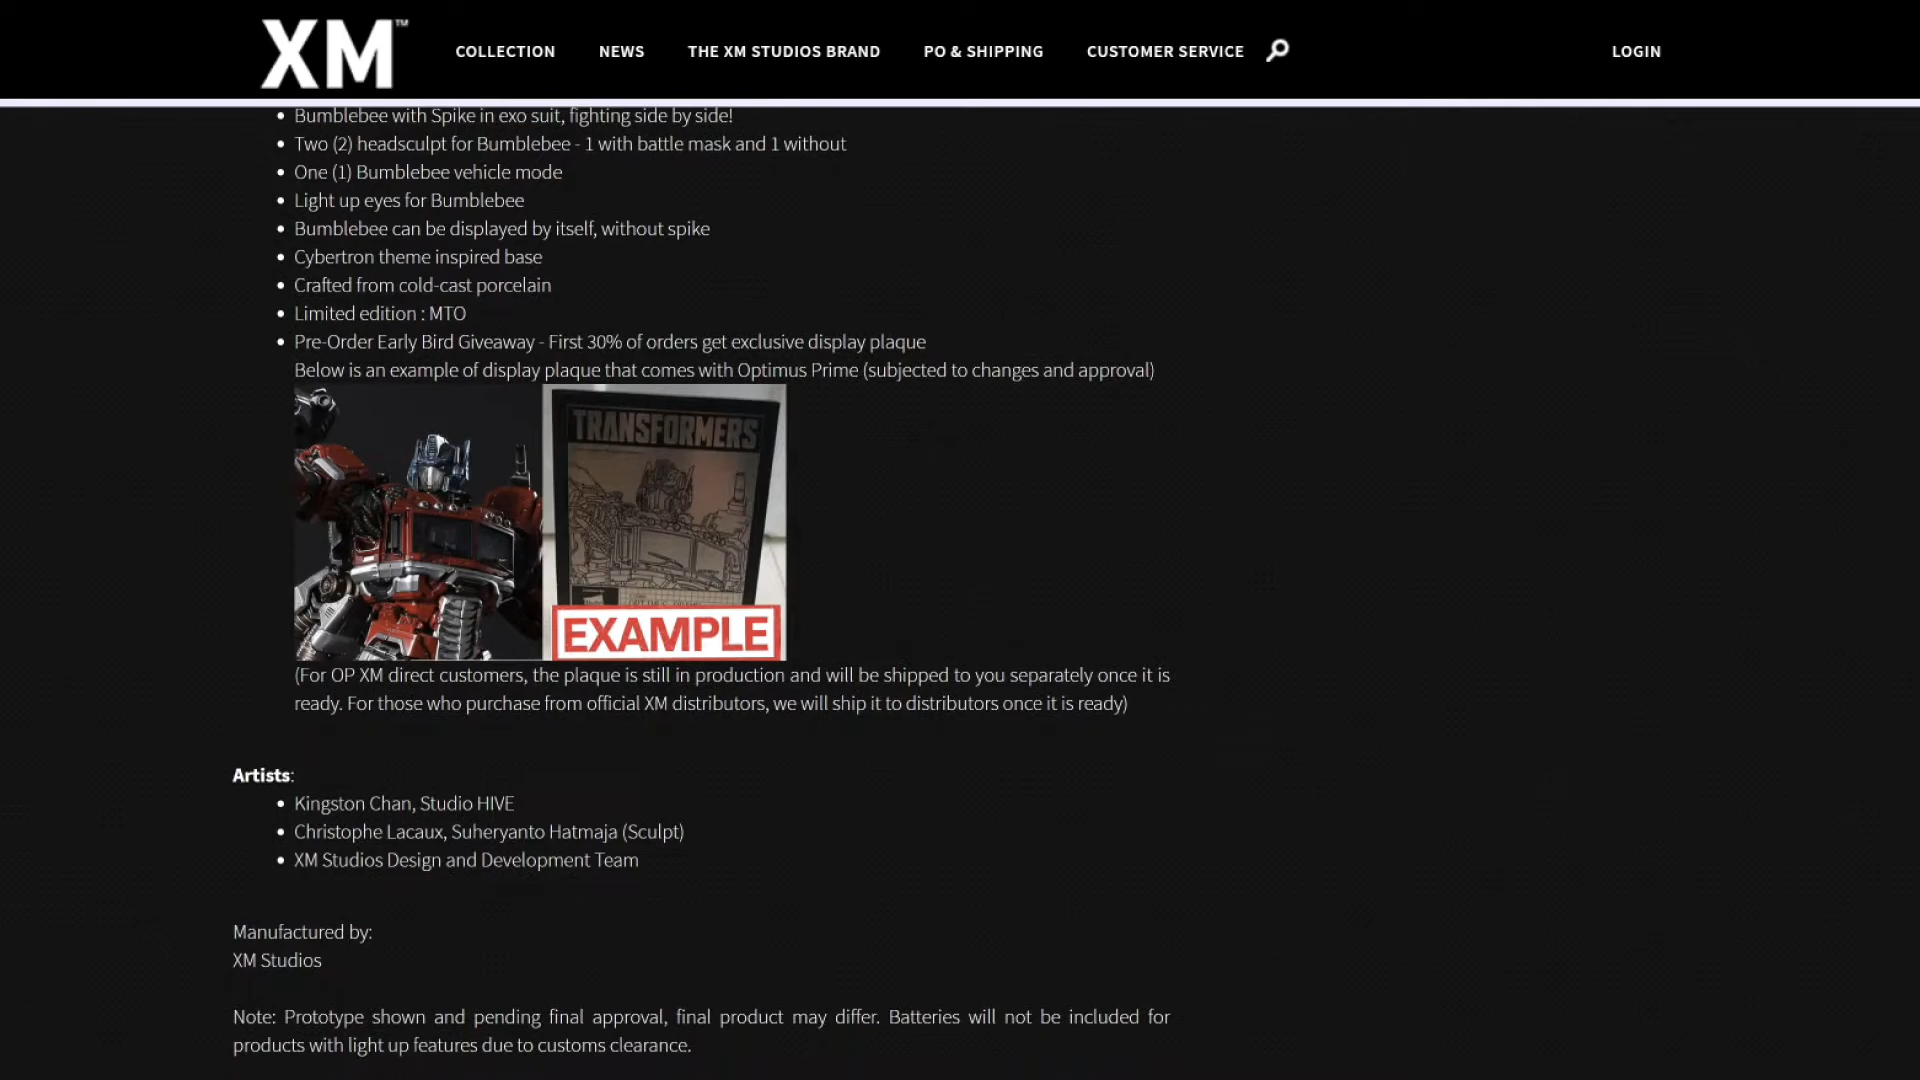 XM™
COLLECTION NEWS THE XM STUDIOS BRAND PO & SHIPPING CUSTOMER SERVICE LOGIN
• Bumblebee with Spike in exo suit, fighting side by side!
• Two (2) headsculpt for Bumblebee - 1 with battle mask and 1 without
• One (1) Bumblebee vehicle mode
• Light up eyes for Bumblebee
• Bumblebee can be displayed by itself, without spike
• Cybertron theme inspired base
• Crafted from cold-cast porcelain
• Limited edition : MTO
• Pre-Order Early Bird Giveaway - First 30% of orders get exclusive display plaque
Below is an example of display plaque that comes with Optimus Prime (subjected to changes and approval)
TRANSFORMERS
EXAMPLE
(For OP XM direct customers, the plaque is still in production and will be shipped to you separately once it is
ready. For those who purchase from official XM distributors, we will ship it to distributors once it is ready)
Artists:
• Kingston Chan, Studio HIVE
• Christophe Lacaux, Suheryanto Hatmaja (Sculpt)
• XM Studios Design and Development Team
Manufactured by:
XM Studios
Note: Prototype shown and pending final approval, final product may differ. Batteries will not be included for
products with light up features due to customs clearance.